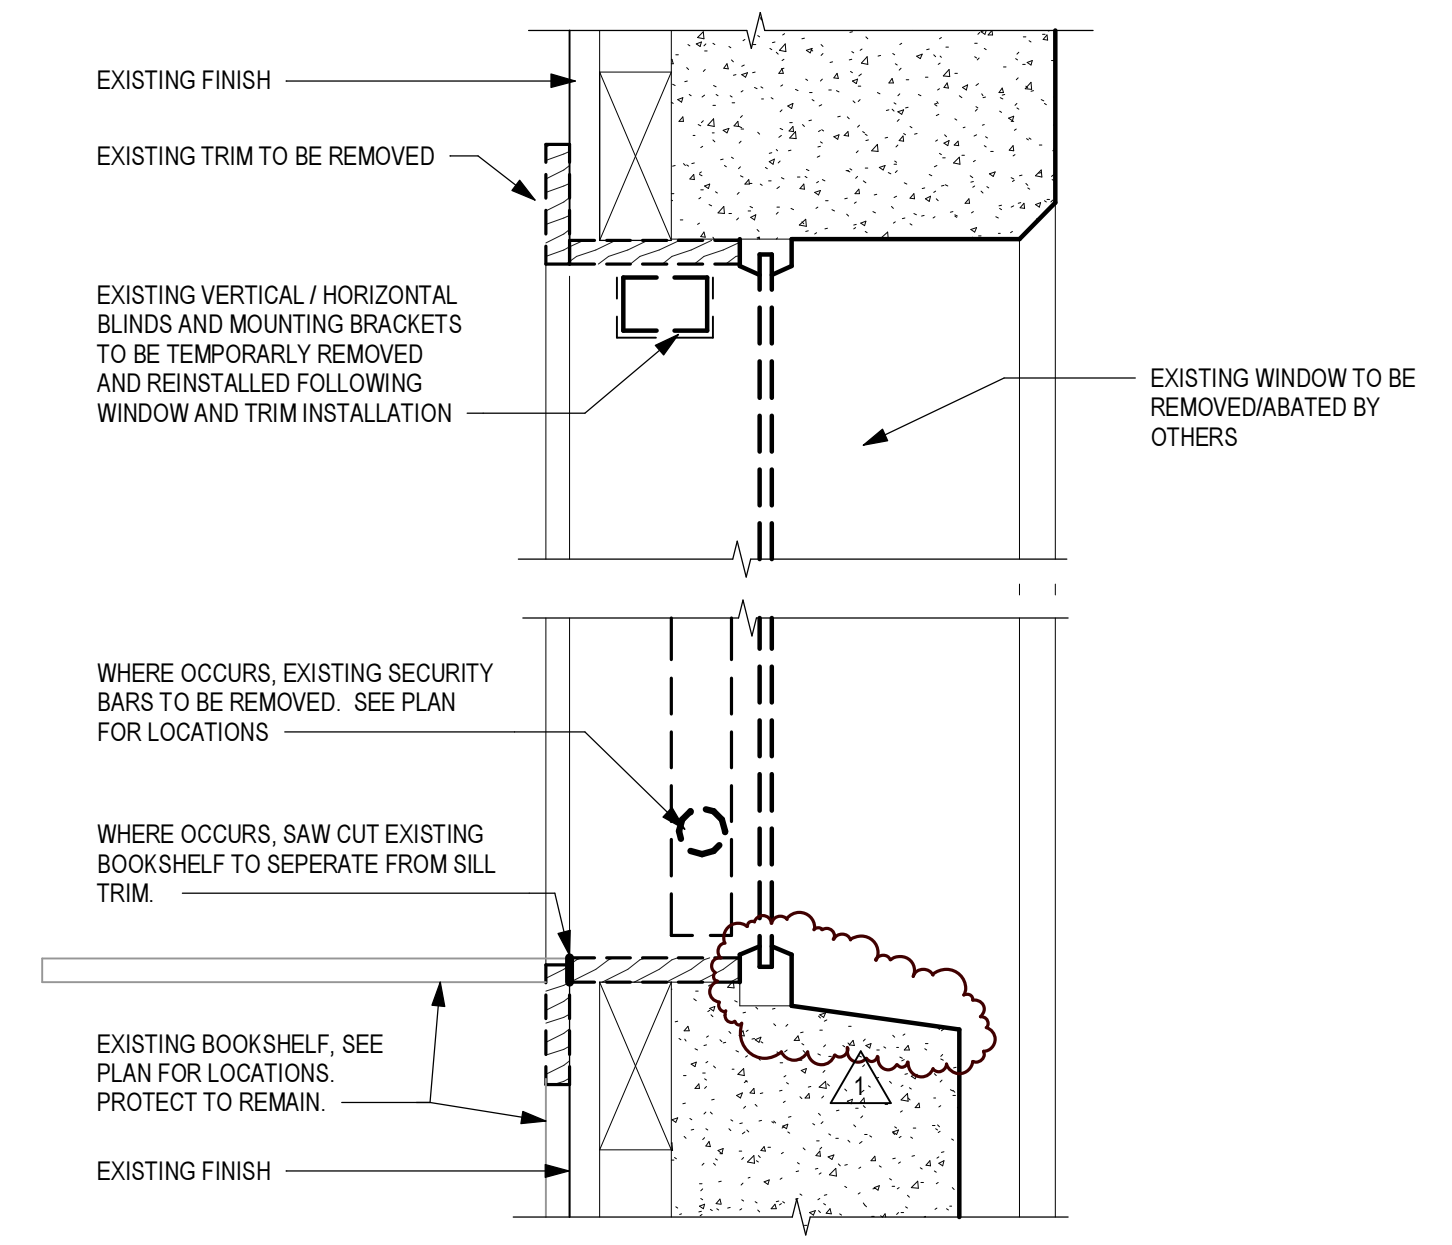 EXISTING FINISH
EXISTING TRIM TO BE REMOVED
EXISTING VERTICAL / HORIZONTAL
BLINDS AND MOUNTING BRACKETS
TO BE TEMPORARLY REMOVED
AND REINSTALLED FOLLOWING
WINDOW AND TRIM INSTALLATION
EXISTING WINDOW TO BE
REMOVED/ABATED BY
OTHERS
WHERE OCCURS, EXISTING SECURITY
BARS TO BE REMOVED.  SEE PLAN
FOR LOCATIONS
WHERE OCCURS, SAW CUT EXISTING
BOOKSHELF TO SEPERATE FROM SILL
TRIM.
EXISTING BOOKSHELF, SEE
PLAN FOR LOCATIONS.
PROTECT TO REMAIN.
1
EXISTING FINISH